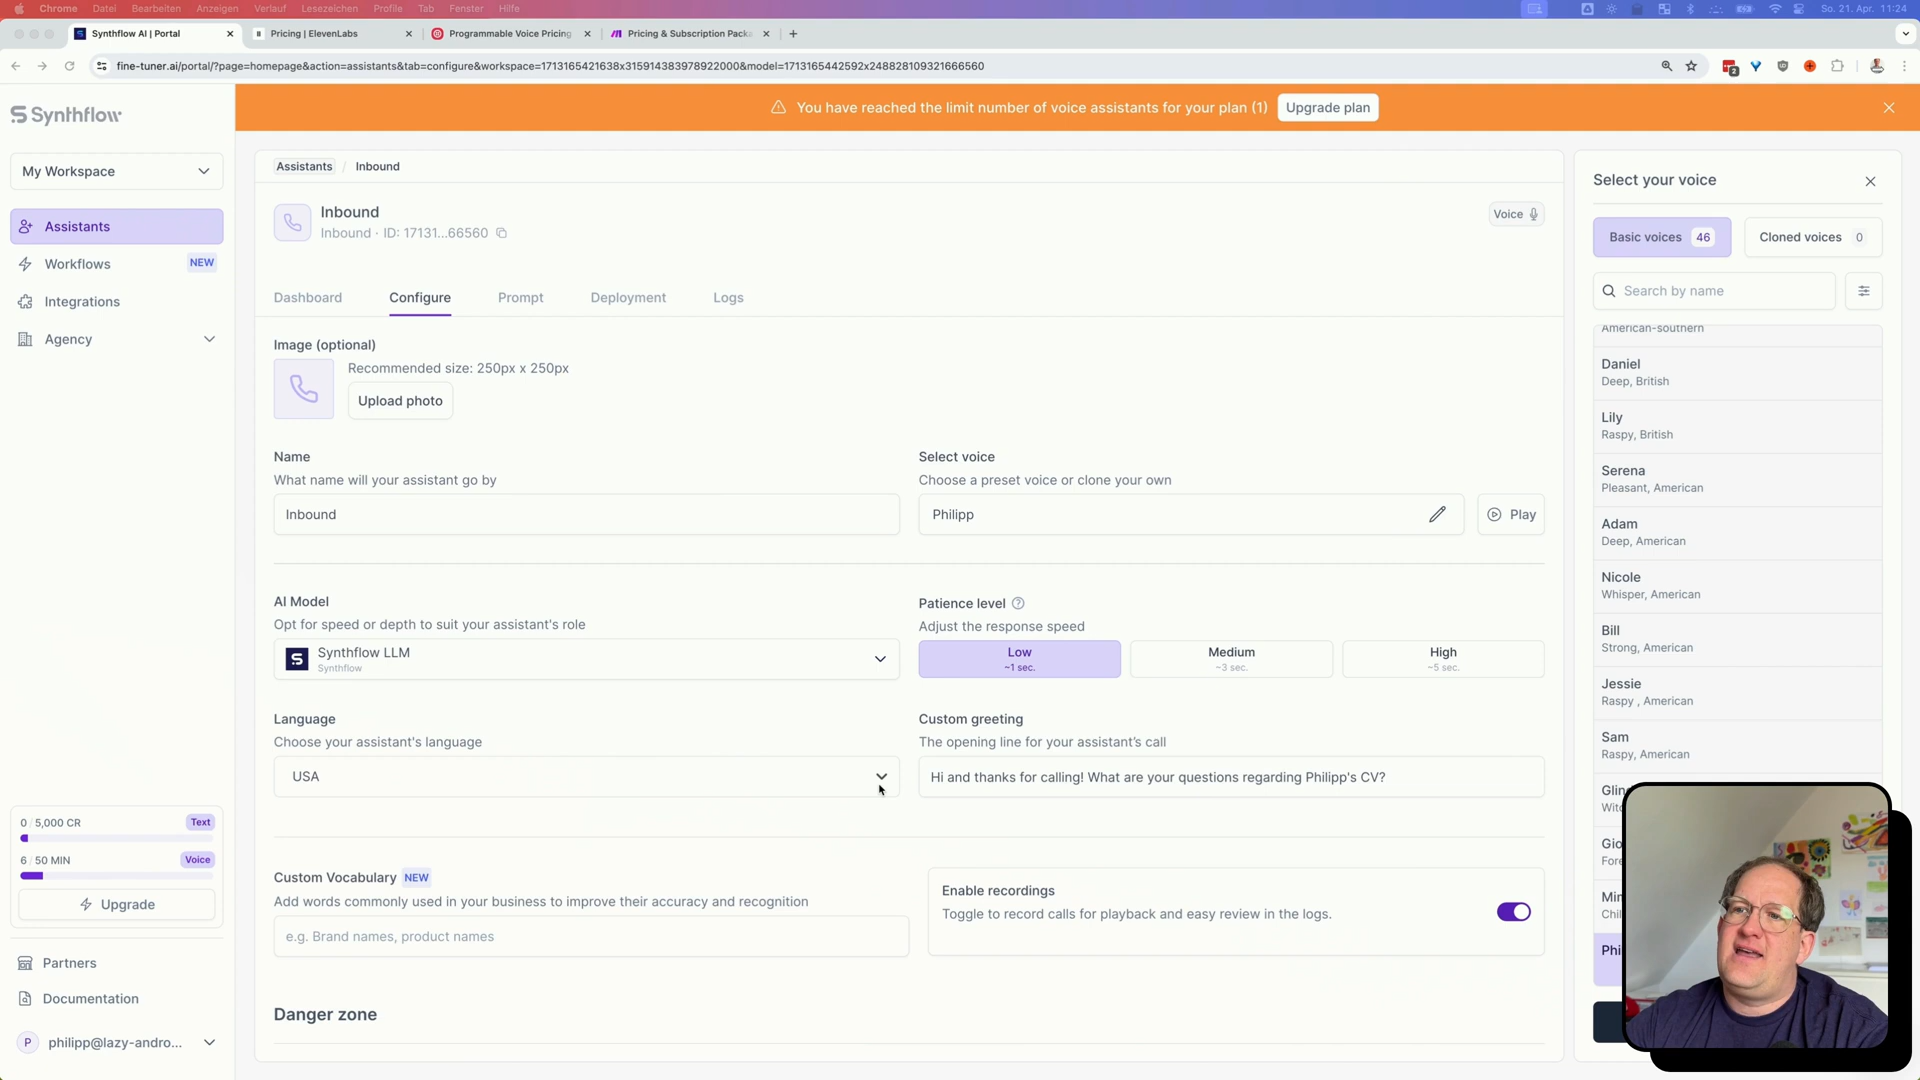 Chrome Datei Bearbeiten Anzeigen Verlauf Lesezeichen Profile Tab Fenster Hilfe
So. 21. Apr. 11:24
Synthflow AI | Portal
Pricing | ElevenLabs
Programmable Voice Pricing
Pricing & Subscription Packa
fine-tuner.ai/portal/?page=homepage&action=assistants&tab=configure&workspace=1713165421638x315914383978922000&model=1713165442592x248828109321666560
2
Synthflow
You have reached the limit number of voice assistants for your plan (1)
Upgrade plan
My Workspace
Assistants
Workflows
NEW
Integrations
Agency
0 / 5,000 CR
Text
6 / 50 MIN
Voice
Upgrade
Partners
Documentation
P
philipp@lazy-andro...
Assistants / Inbound
Inbound
Inbound · ID: 17131...66560
Voice
Dashboard
Configure
Prompt
Deployment
Logs
Image (optional)
Recommended size: 250px x 250px
Upload photo
Name
What name will your assistant go by
Inbound
Select voice
Choose a preset voice or clone your own
Philipp
Play
AI Model
Opt for speed or depth to suit your assistant's role
Synthflow LLM
Synthflow
Patience level
Adjust the response speed
Low
~1 sec.
Medium
~3 sec.
High
~5 sec.
Language
Choose your assistant's language
USA
Custom greeting
The opening line for your assistant's call
Hi and thanks for calling! What are your questions regarding Philipp's CV?
Custom Vocabulary NEW
Add words commonly used in your business to improve their accuracy and recognition
e.g. Brand names, product names
Enable recordings
Toggle to record calls for playback and easy review in the logs.
Danger zone
Select your voice
Basic voices 46
Cloned voices 0
Search by name
American-southern
Daniel
Deep, British
Lily
Raspy, British
Serena
Pleasant, American
Adam
Deep, American
Nicole
Whisper, American
Bill
Strong, American
Jessie
Raspy , American
Sam
Raspy, American
Glin
Wit
Gio
Fore
Min
Chil
Phi